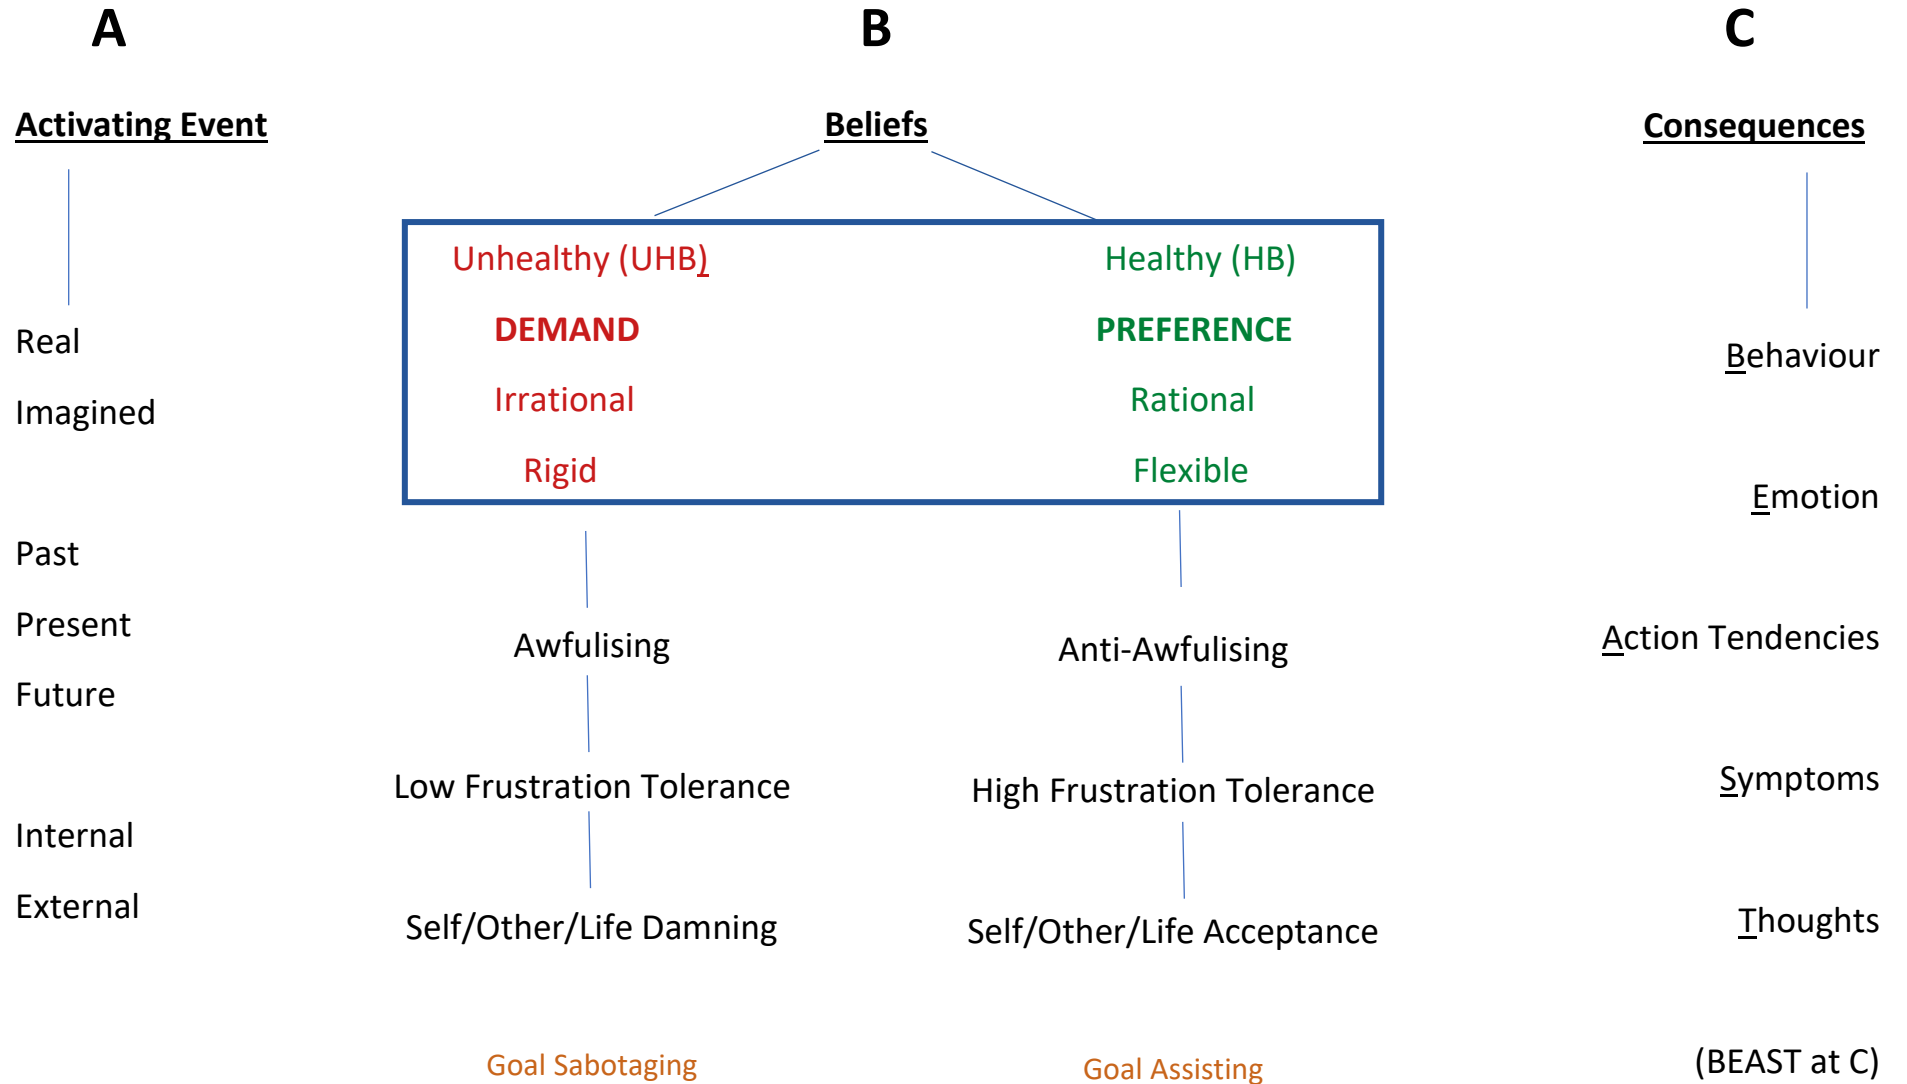 A
B
C
Activating Event
Beliefs
Consequences
Real
Imagined
Past
Present
Future
Internal
External
Unhealthy (UHB)
DEMAND
Irrational
Rigid
Awfulising
Low Frustration Tolerance
Self/Other/Life Damning
Goal Sabotaging
Healthy (HB)
PREFERENCE
Rational
Flexible
Anti-Awfulising
High Frustration Tolerance
Self/Other/Life Acceptance
Goal Assisting
Behaviour
Emotion
Action Tendencies
Symptoms
Thoughts
(BEAST at C)